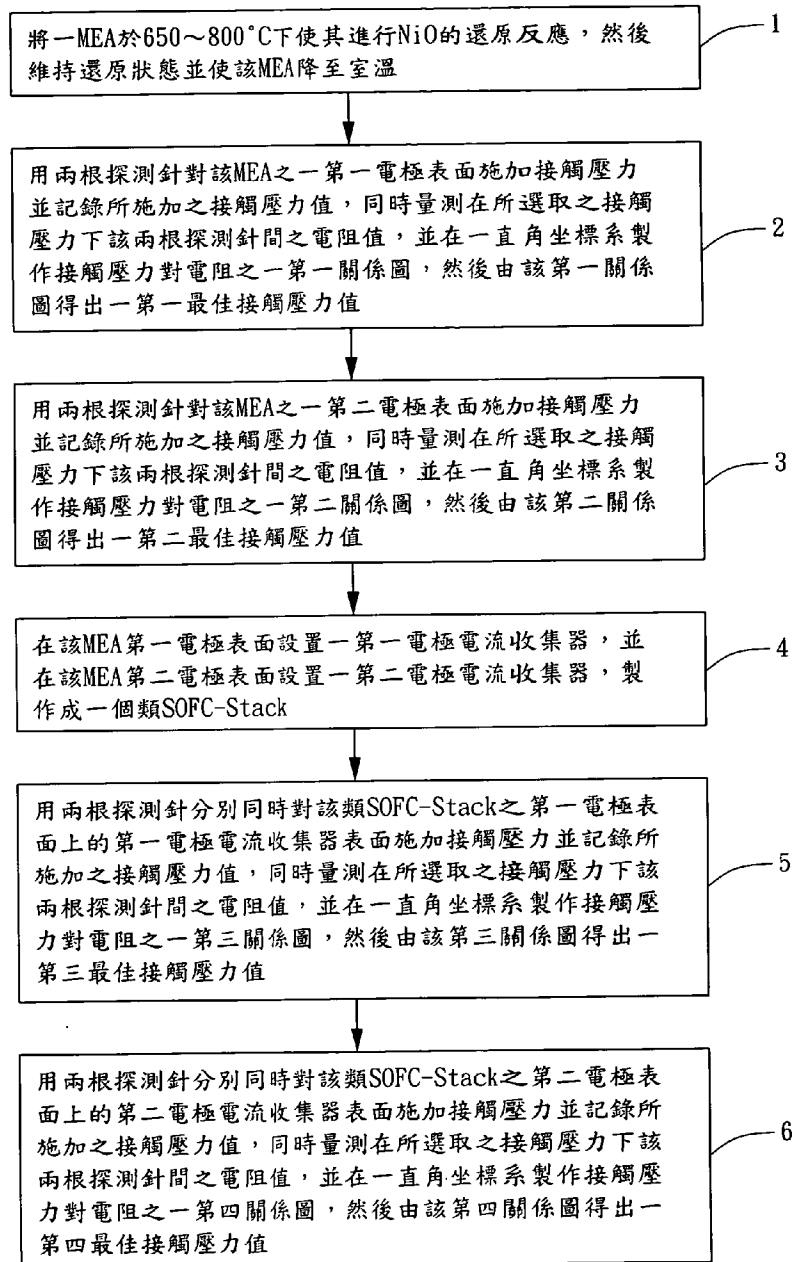 將一MEA於650～800°C下使其進行NiO的還原反應，然後
維持還原狀態並使該MEA降至室溫
1
用兩根探測針對該MEA之一第一電極表面施加接觸壓力
並記錄所施加之接觸壓力值，同時量測在所選取之接觸
壓力下該兩根探測針間之電阻值，並在一直角坐標系製
作接觸壓力對電阻之一第一關係圖，然後由該第一關係
圖得出一第一最佳接觸壓力值
2
用兩根探測針對該MEA之一第二電極表面施加接觸壓力
並記錄所施加之接觸壓力值，同時量測在所選取之接觸
壓力下該兩根探測針間之電阻值，並在一直角坐標系製
作接觸壓力對電阻之一第二關係圖，然後由該第二關係
圖得出一第二最佳接觸壓力值
3
在該MEA第一電極表面設置一第一電極電流收集器，並
在該MEA第二電極表面設置一第二電極電流收集器，製
作成一個類SOFC-Stack
4
用兩根探測針分別同時對該類SOFC-Stack之第一電極表
面上的第一電極電流收集器表面施加接觸壓力並記錄所
施加之接觸壓力值，同時量測在所選取之接觸壓力下該
兩根探測針間之電阻值，並在一直角坐標系製作接觸壓
力對電阻之一第三關係圖，然後由該第三關係圖得出一
第三最佳接觸壓力值
5
用兩根探測針分別同時對該類SOFC-Stack之第二電極表
面上的第二電極電流收集器表面施加接觸壓力並記錄所
施加之接觸壓力值，同時量測在所選取之接觸壓力下該
兩根探測針間之電阻值，並在一直角坐標系製作接觸壓
力對電阻之一第四關係圖，然後由該第四關係圖得出一
第四最佳接觸壓力值
6